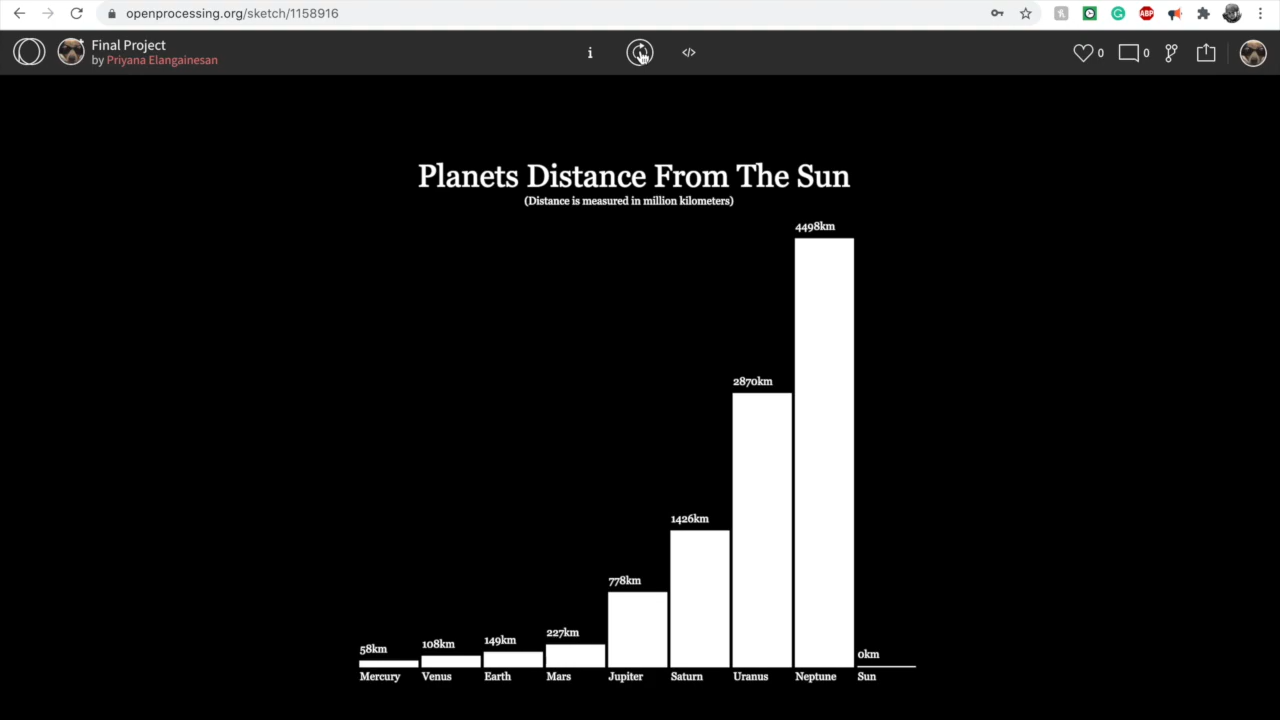 openprocessing.org/sketch/1158916
ABP
Final Project
by Priyana Elangainesan
i
</>
0
0
Planets Distance From The Sun
(Distance is measured in million kilometers)
4498km
2870km
1426km
778km
227km
149km
108km
58km
0km
Mercury Venus Earth Mars Jupiter Saturn Uranus Neptune Sun